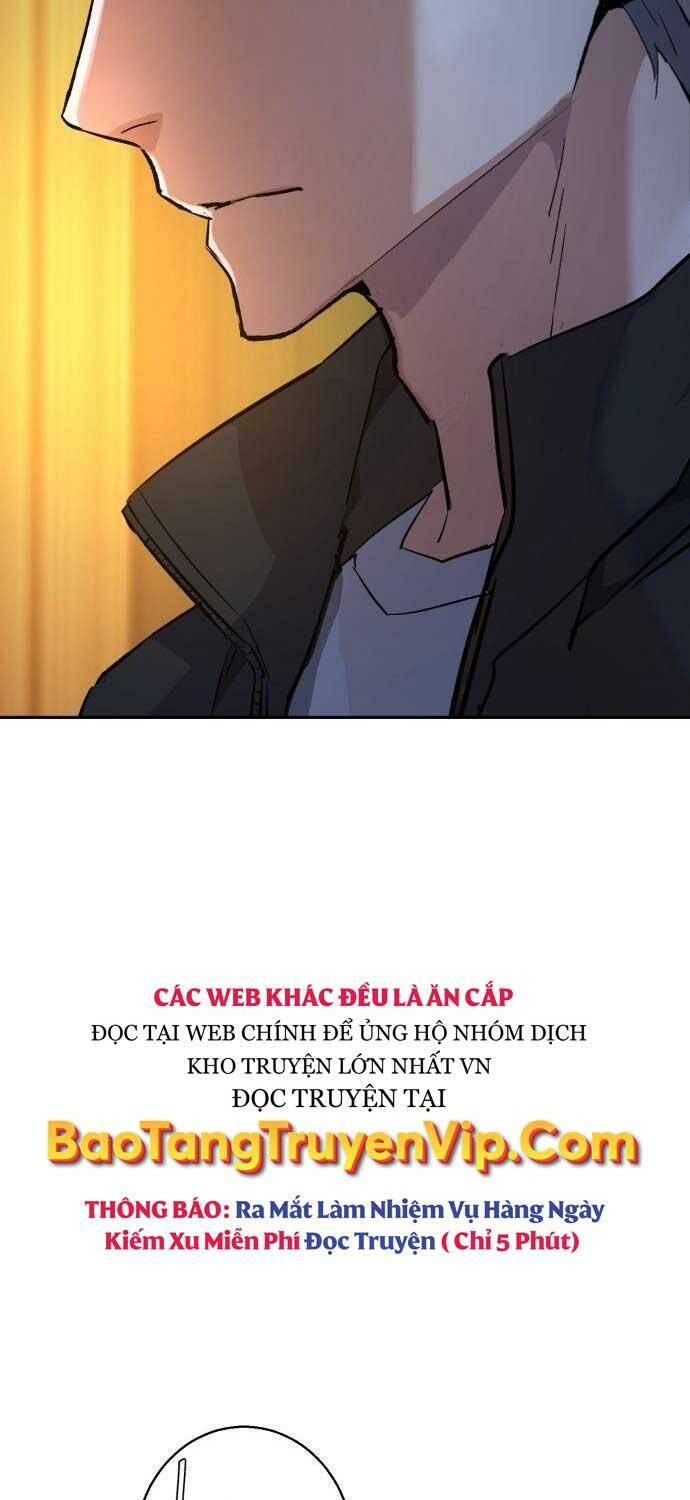 CÁC WEB KHÁC ĐỀU LÀ ĂN CẮP
ĐỌC TẠI WEB CHÍNH ĐỂ ỦNG HỘ NHÓM DỊCH
KHO TRUYỆN LỚN NHẤT VN
ĐỌC TRUYỆN TẠI
BaoTangTruyenVip.Com
THÔNG BÁO: Ra Mắt Làm Nhiệm Vụ Hàng Ngày
Kiếm Xu Miễn Phí Đọc Truyện ( Chỉ 5 Phút)